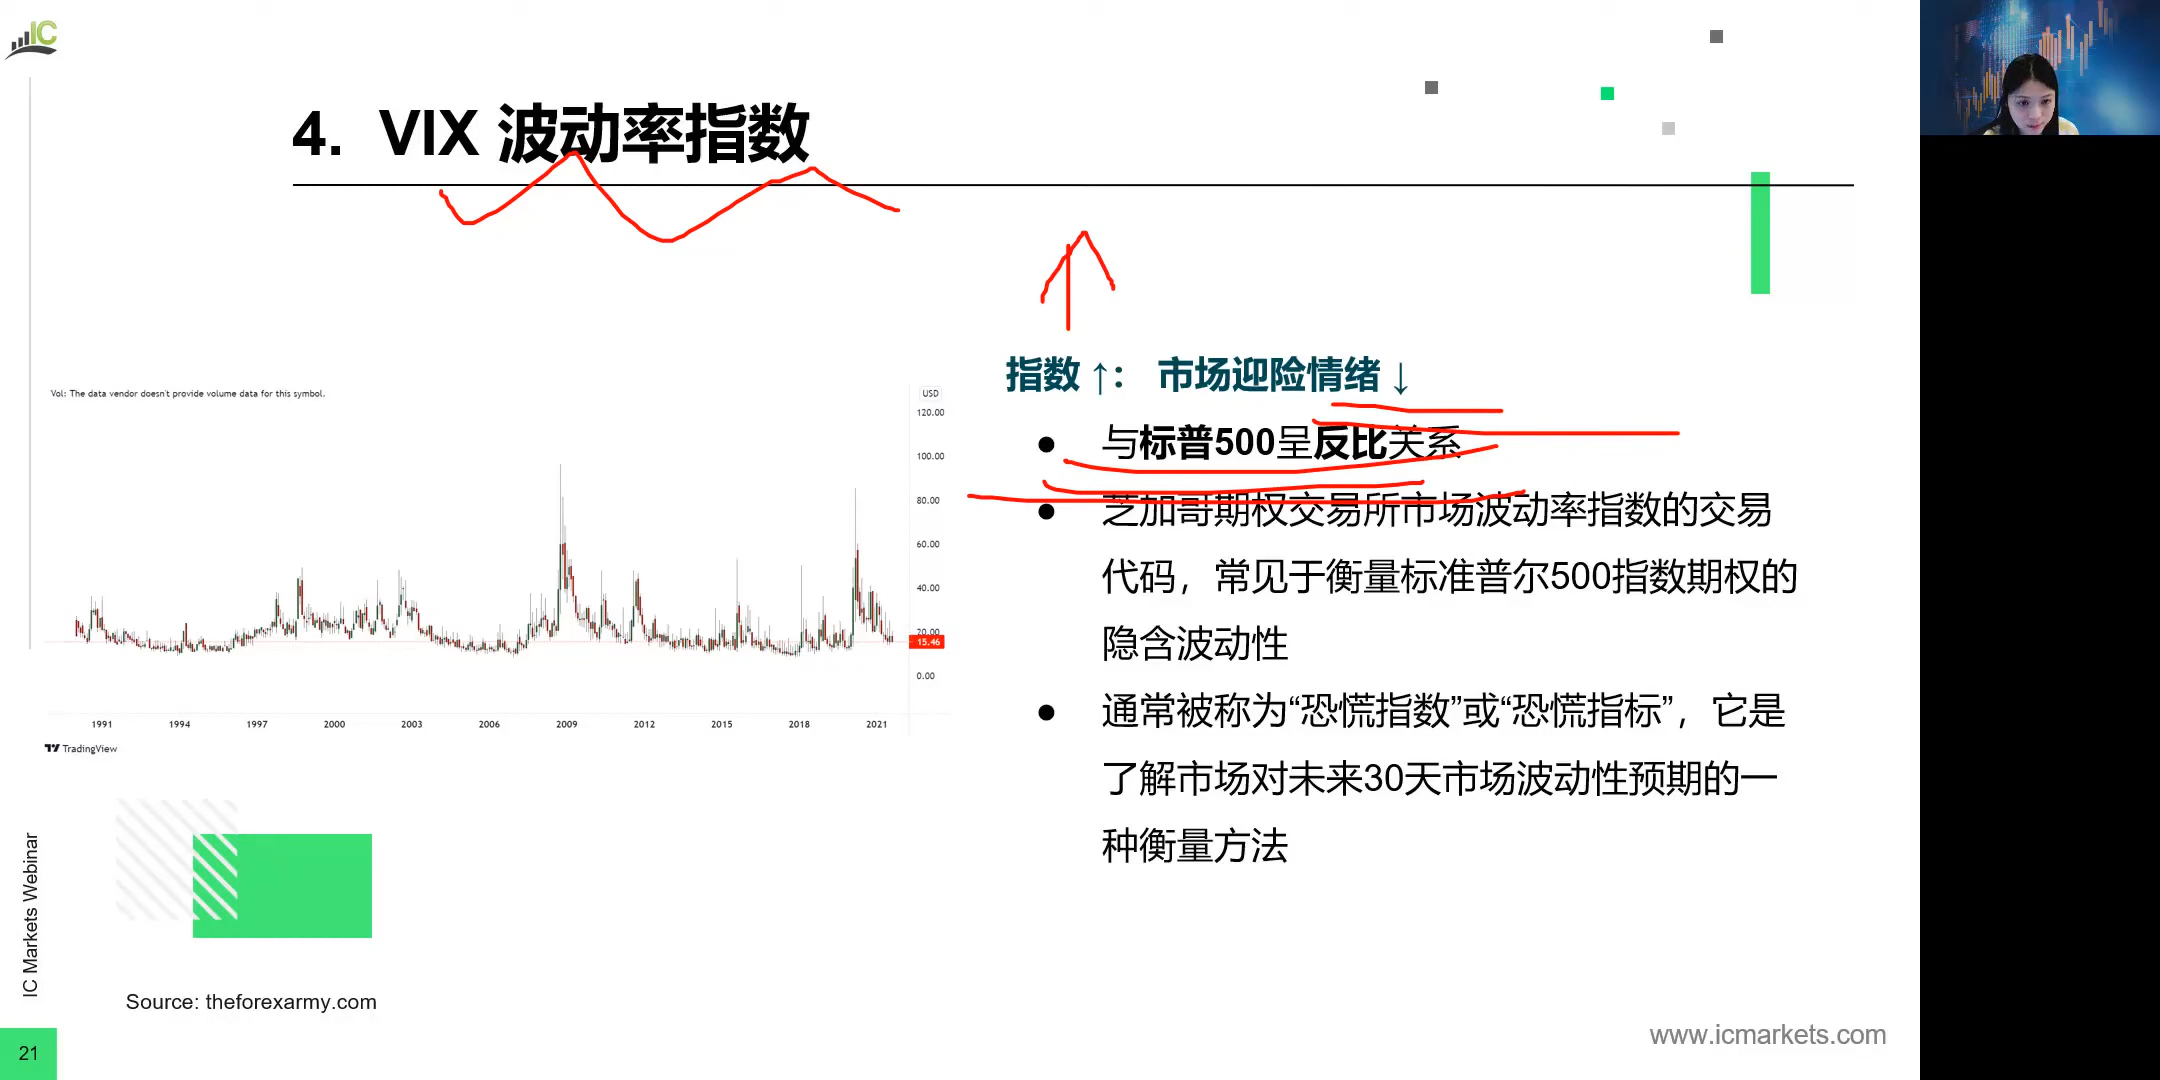 IC
4. VIX 波动率指数
指数 ↑： 市场迎险情绪 ↓
● 与标普500呈反比关系
● 芝加哥期权交易所市场波动率指数的交易
代码，常见于衡量标准普尔500指数期权的
隐含波动性
● 通常被称为“恐慌指数”或“恐慌指标”，它是
了解市场对未来30天市场波动性预期的一
种衡量方法
Vol: The data vendor doesn't provide volume data for this symbol.
USD
120.00
100.00
80.00
60.00
40.00
20.00
15.46
0.00
1991 1994 1997 2000 2003 2006 2009 2012 2015 2018 2021
TradingView
IC Markets Webinar
Source: theforexarmy.com
21
www.icmarkets.com